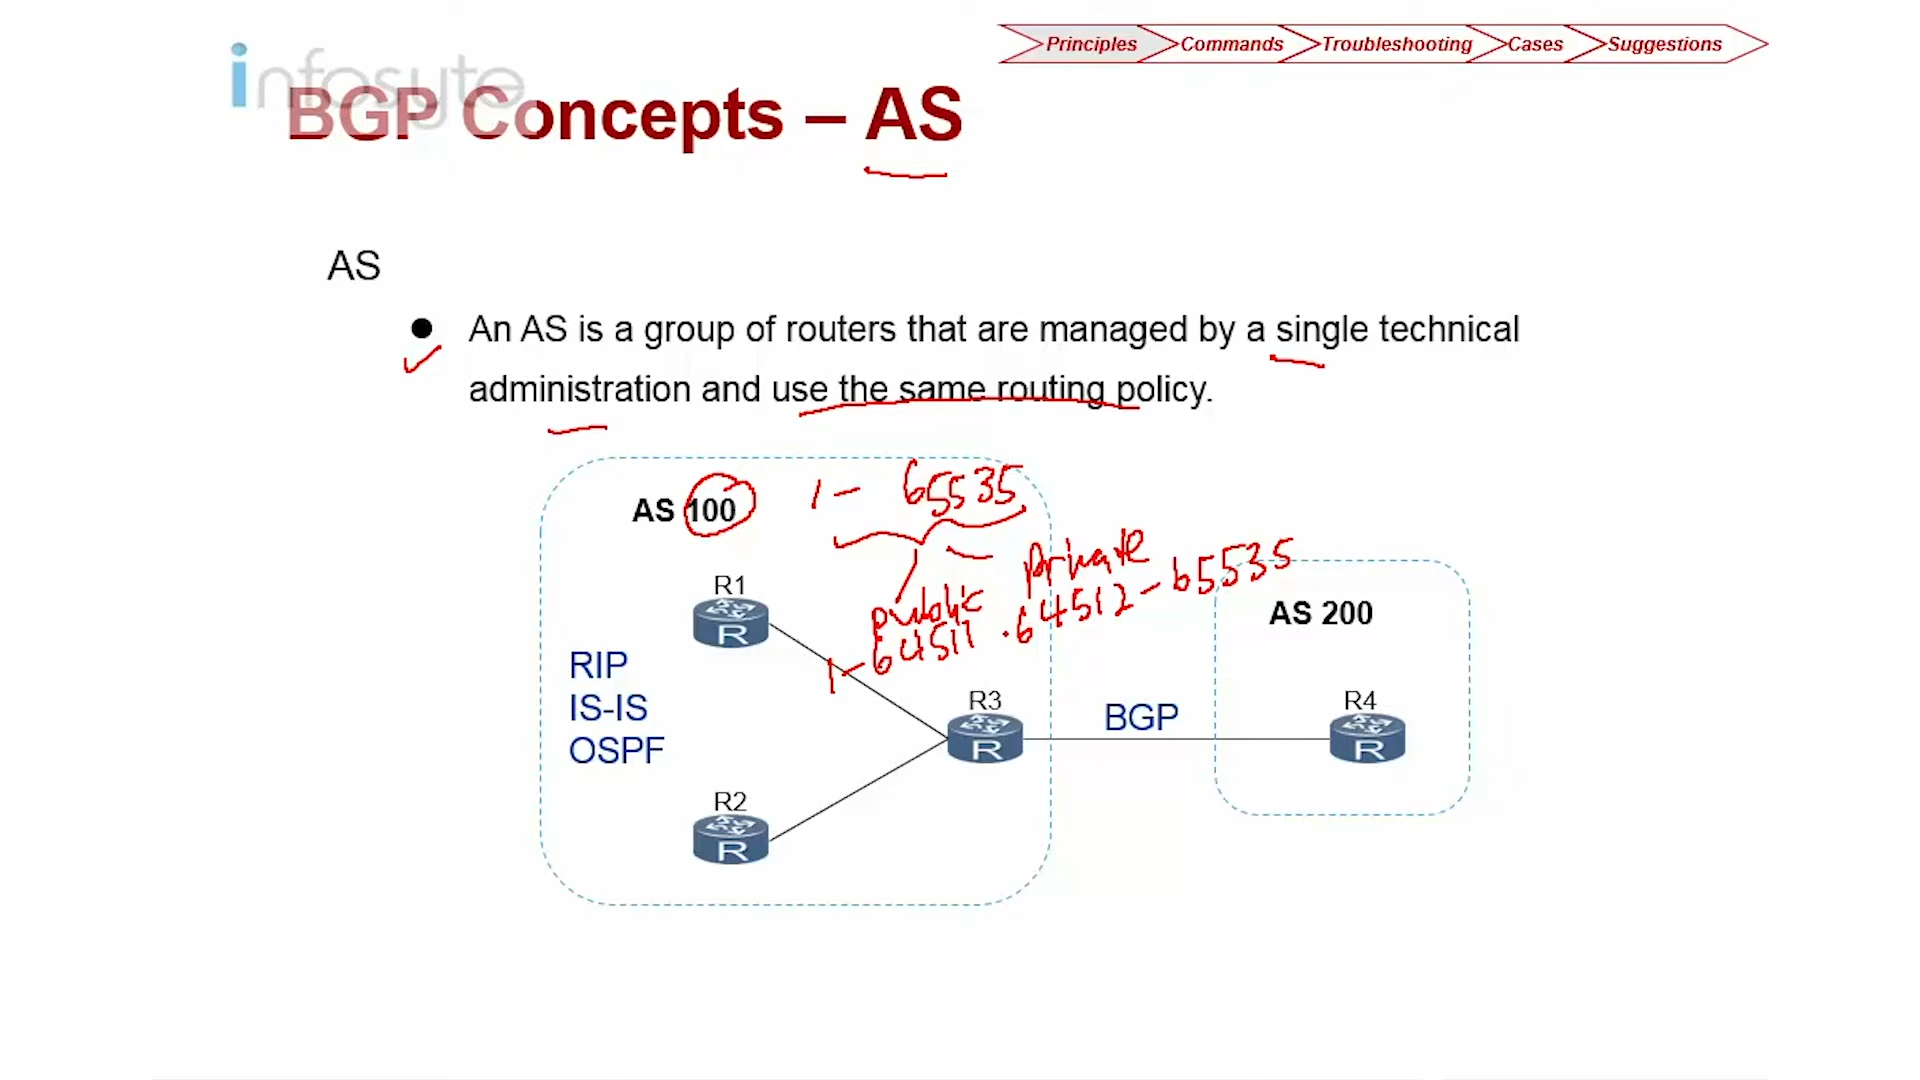 Principles Commands Troubleshooting Cases Suggestions
infosyte
BGP Concepts – AS
AS
● An AS is a group of routers that are managed by a single technical
administration and use the same routing policy.
AS 100
1 - 65535
public
1-64511
private
64512-65535
AS 200
R1
R
RIP
IS-IS
OSPF
R3
R
BGP
R4
R
R2
R